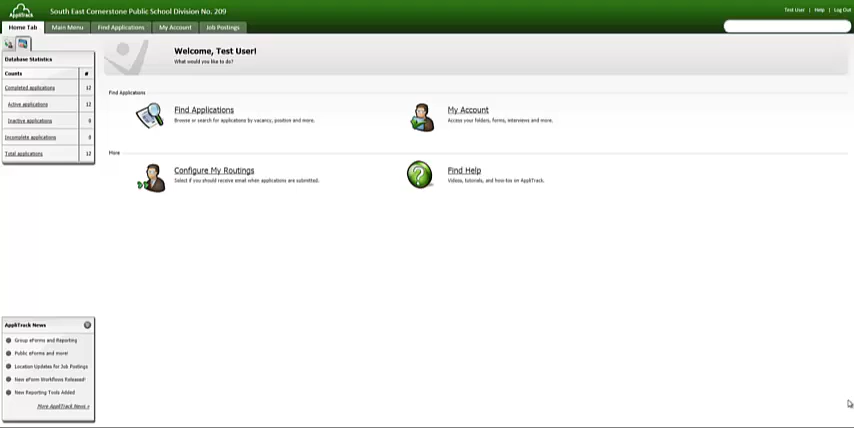 AppliTrack
South East Cornerstone Public School Division No. 209
Test User | Help | Log Out
Home Tab
Main Menu
Find Applications
My Account
Job Postings
Database Statistics
Counts #
Completed applications 12
Active applications 12
Inactive applications 0
Incomplete applications 0
Total applications 12
Welcome, Test User!
What would you like to do?
Find Applications
Find Applications
Browse or search for applications by vacancy, position and more.
My Account
Access your folders, forms, interviews and more.
More
Configure My Routings
Select if you should receive email when applications are submitted.
Find Help
Videos, tutorials, and how-tos on AppliTrack.
AppliTrack News
Group eForms and Reporting
Public eForms and more!
Location Updates for Job Postings
New eForm Workflows Released!
New Reporting Tools Added
More AppliTrack News »